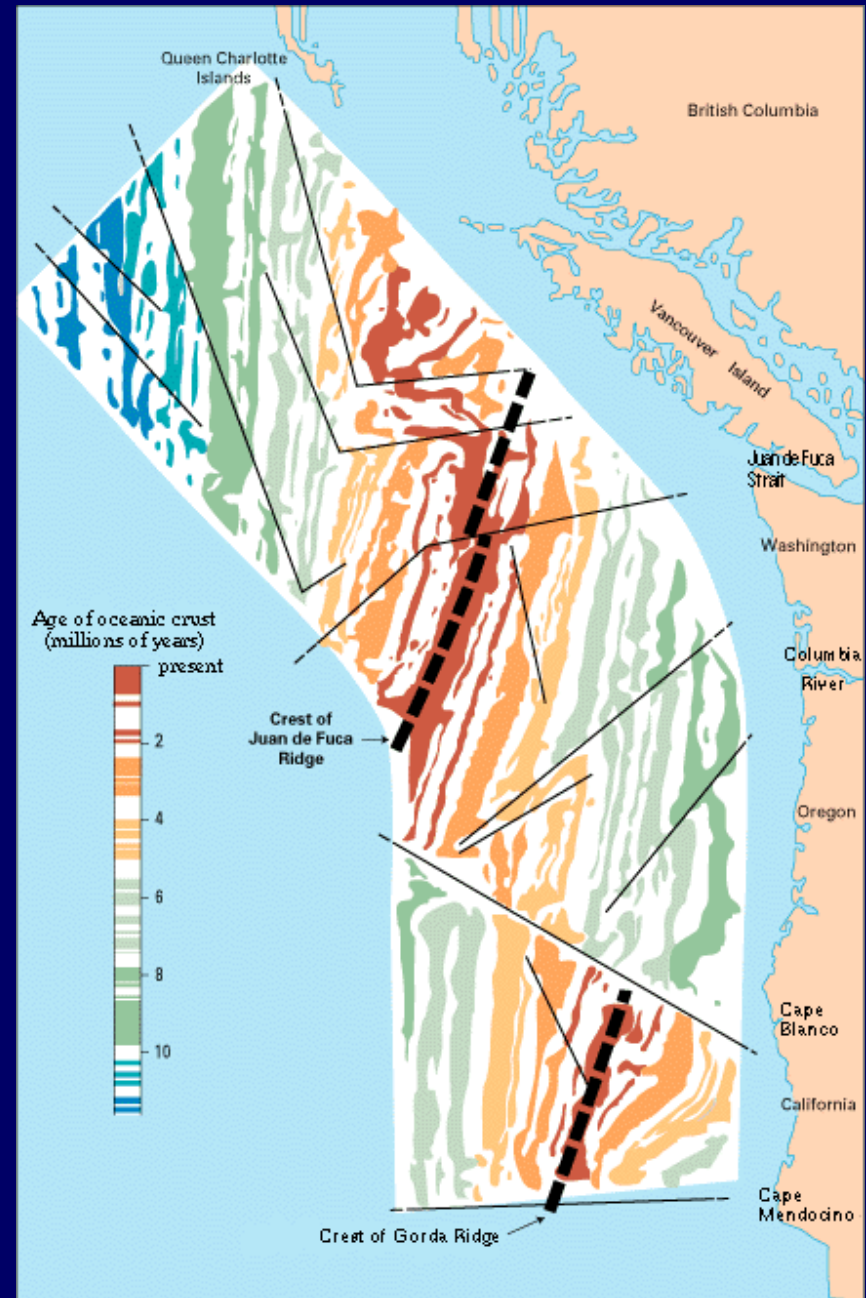 Queen Charlotte
Islands
British Columbia
Vancouver Island
Juan de Fuca
Strait
Washington
Age of oceanic crust
(millions of years)
present
2
4
6
8
10
Columbia
River
Crest of
Juan de Fuca
Ridge
Oregon
Cape
Blanco
California
Cape
Mendocino
Crest of Gorda Ridge